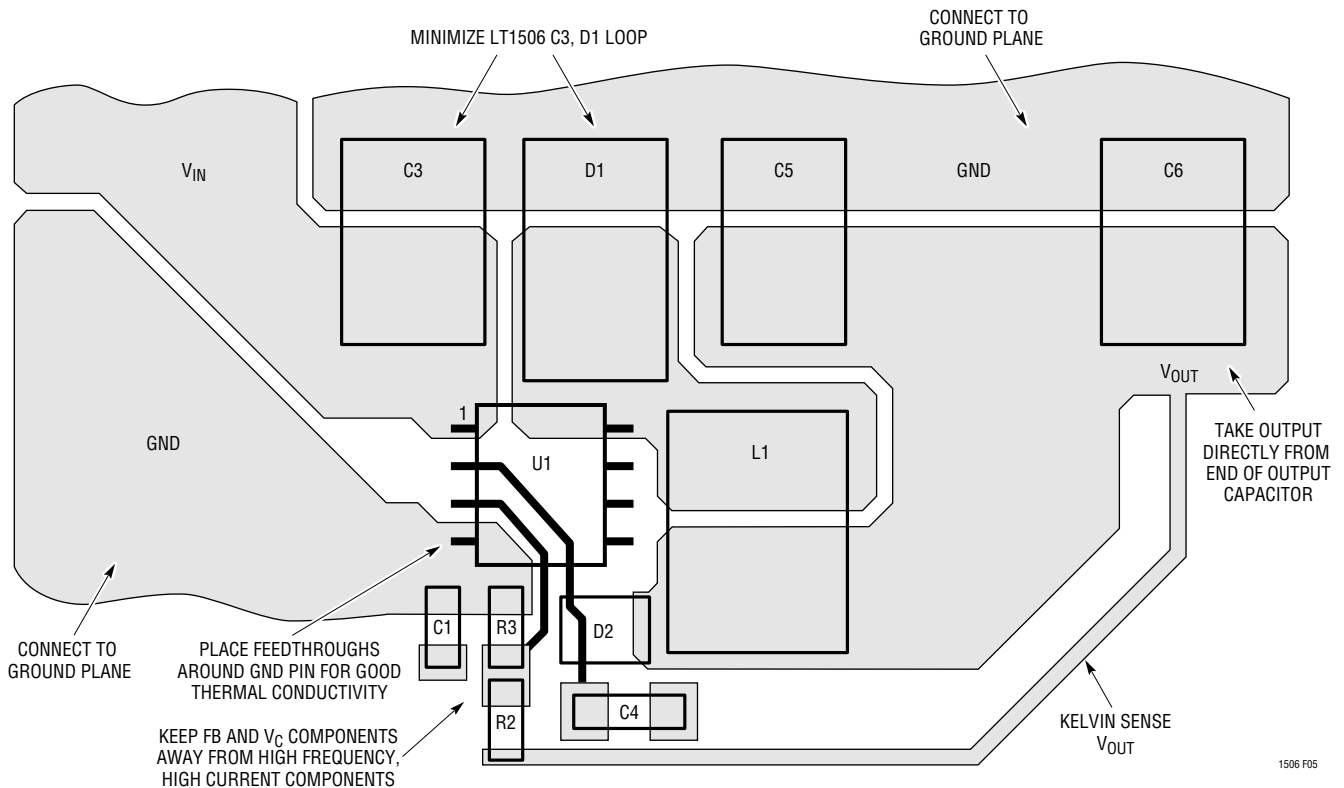 CONNECT TO
GROUND PLANE
MINIMIZE LT1506 C3, D1 LOOP
VIN
C3
D1
C5
GND
C6
VOUT
1
GND
U1
L1
TAKE OUTPUT
DIRECTLY FROM
END OF OUTPUT
CAPACITOR
CONNECT TO
GROUND PLANE
PLACE FEEDTHROUGHS
AROUND GND PIN FOR GOOD
THERMAL CONDUCTIVITY
C1
R3
D2
R2
C4
KEEP FB AND VC COMPONENTS
AWAY FROM HIGH FREQUENCY,
HIGH CURRENT COMPONENTS
KELVIN SENSE
VOUT
1506 F05